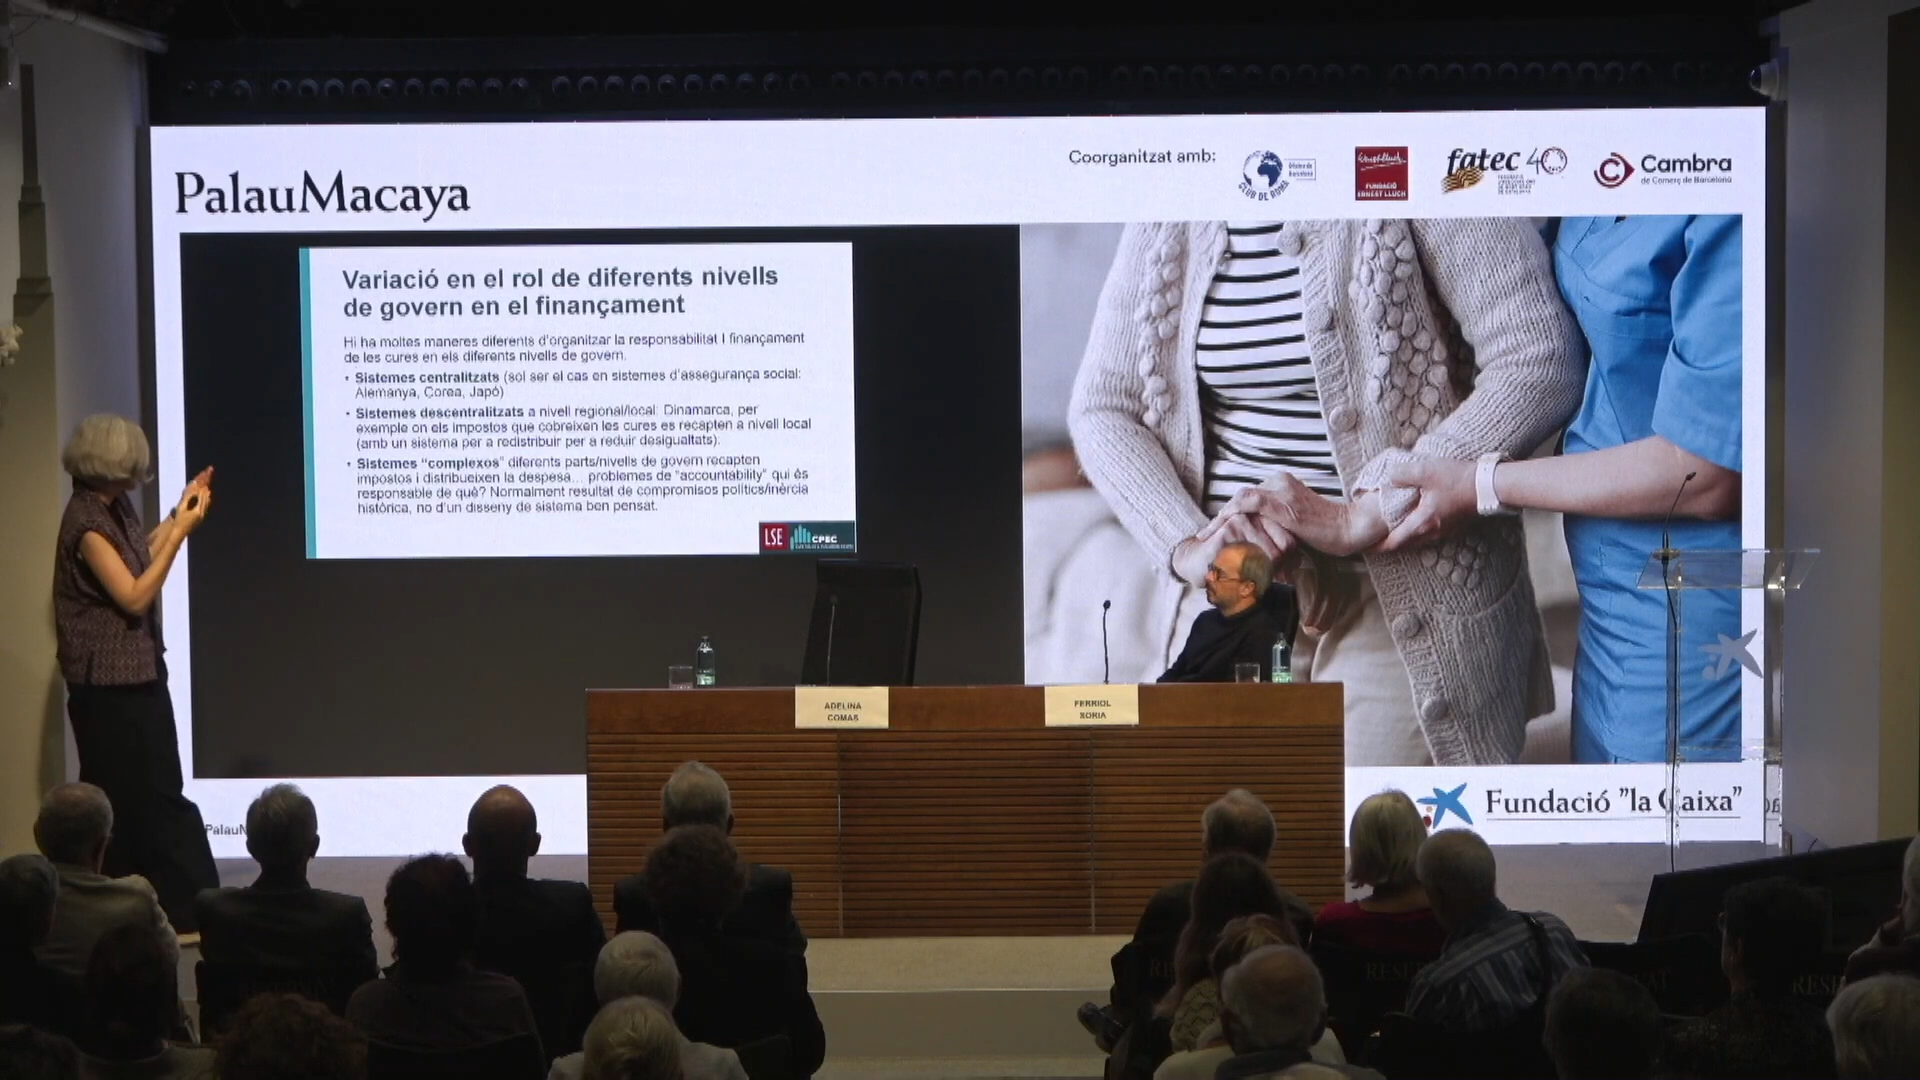 PalauMacaya
Coorganitzat amb:
CLUB DE ROMA
Oficina de
Barcelona
Ernest Lluch
FUNDACIÓ
ERNEST LLUCH
fatec 40
Cambra
de Comerç de Barcelona
Variació en el rol de diferents nivells
de govern en el finançament
Hi ha moltes maneres diferents d'organitzar la responsabilitat I finançament
de les cures en els diferents nivells de govern.
• Sistemes centralitzats (sol ser el cas en sistemes d'assegurança social:
Alemanya, Corea, Japó)
• Sistemes descentralitzats a nivell regional/local: Dinamarca, per
exemple on els impostos que cobreixen les cures es recapten a nivell local
(amb un sistema per a redistribuir per a reduir desigualtats).
• Sistemes "complexos" diferents parts/nivells de govern recapten
impostos i distribueixen la despesa... problemes de "accountability" qui és
responsable de què? Normalment resultat de compromisos polítics/inèrcia
històrica, no d'un disseny de sistema ben pensat.
LSE CPEC
ADELINA
COMAS
FERRIOL
SORIA
Fundació "la Caixa"